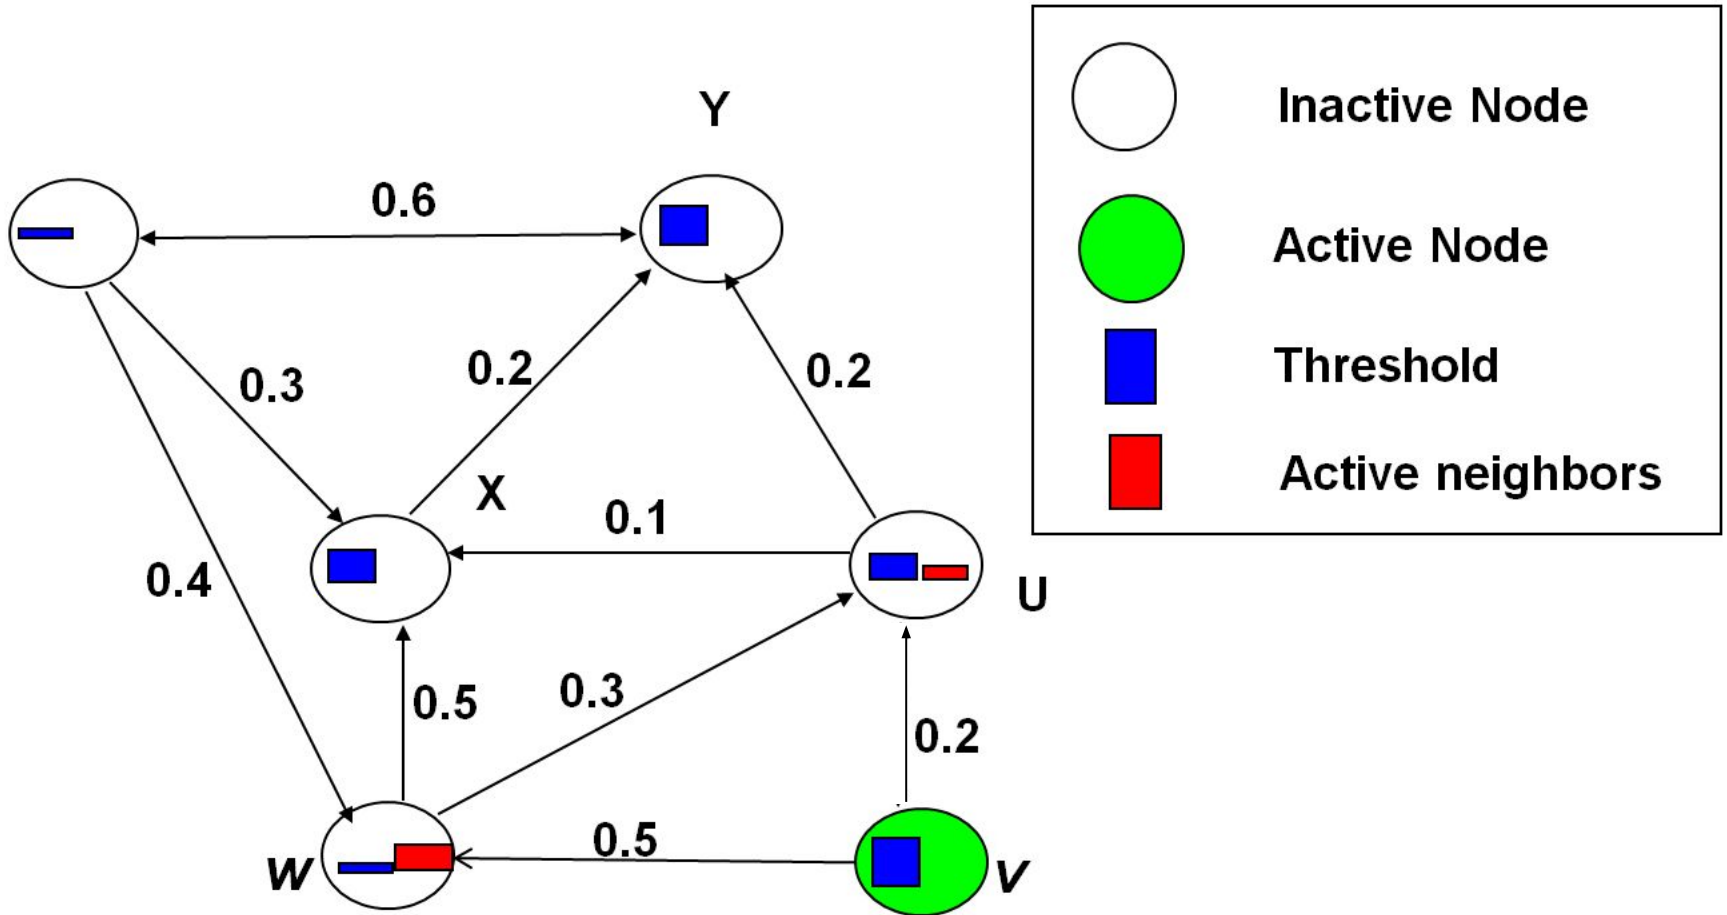 Y
0.6
0.3
0.2
0.2
X
0.1
0.4
U
0.5
0.3
0.2
W
0.5
V
Inactive Node
Active Node
Threshold
Active neighbors